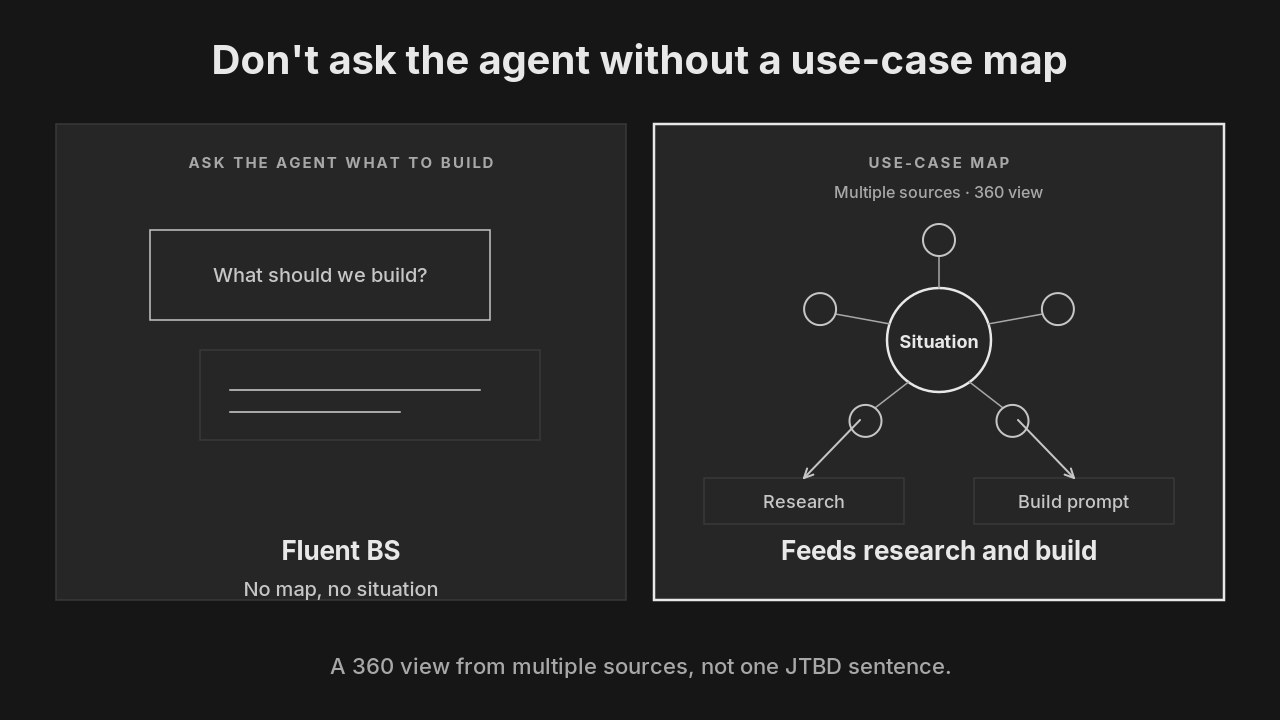 Don't ask the agent without a use-case map
ASK THE AGENT WHAT TO BUILD
What should we build?
Fluent BS
No map, no situation
USE-CASE MAP
Multiple sources · 360 view
Situation
Research
Build prompt
Feeds research and build
A 360 view from multiple sources, not one JTBD sentence.